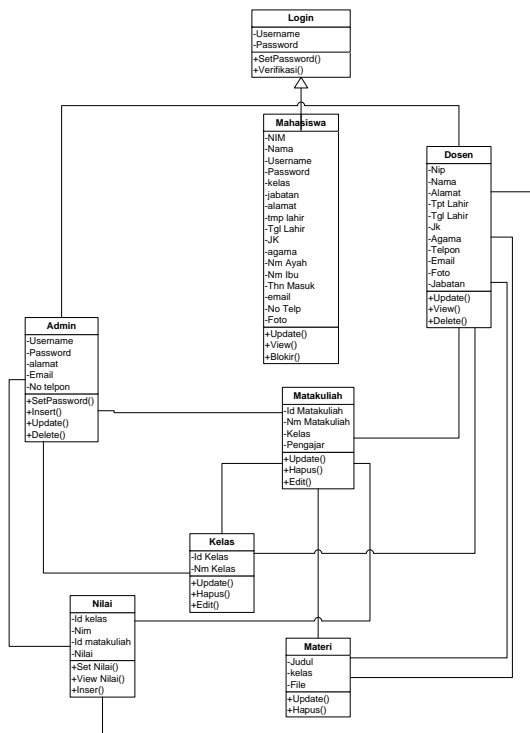 Login
-Username
-Password
+SetPassword()
+Verifikasi()
Mahasiswa
-NIM
-Nama
-Username
-Password
-kelas
-jabatan
-alamat
-tmp lahir
-Tgl Lahir
-JK
-agama
-Nm Ayah
-Nm Ibu
-Thn Masuk
-email
-No Telp
-Foto
+Update()
+View()
+Blokir()
Dosen
-Nip
-Nama
-Alamat
-Tpt Lahir
-Tgl Lahir
-Jk
-Agama
-Telpon
-Email
-Foto
-Jabatan
+Update()
+View()
+Delete()
Admin
-Username
-Password
-alamat
-Email
-No telpon
+SetPassword()
+Insert()
+Update()
+Delete()
Matakuliah
-Id Matakuliah
-Nm Matakuliah
-Kelas
-Pengajar
+Update()
+Hapus()
+Edit()
Kelas
-Id Kelas
-Nm Kelas
+Update()
+Hapus()
+Edit()
Nilai
-Id kelas
-Nim
-Id matakuliah
-Nilai
+Set Nilai()
+View Nilai()
+Inser()
Materi
-Judul
-kelas
-File
+Update()
+Hapus()